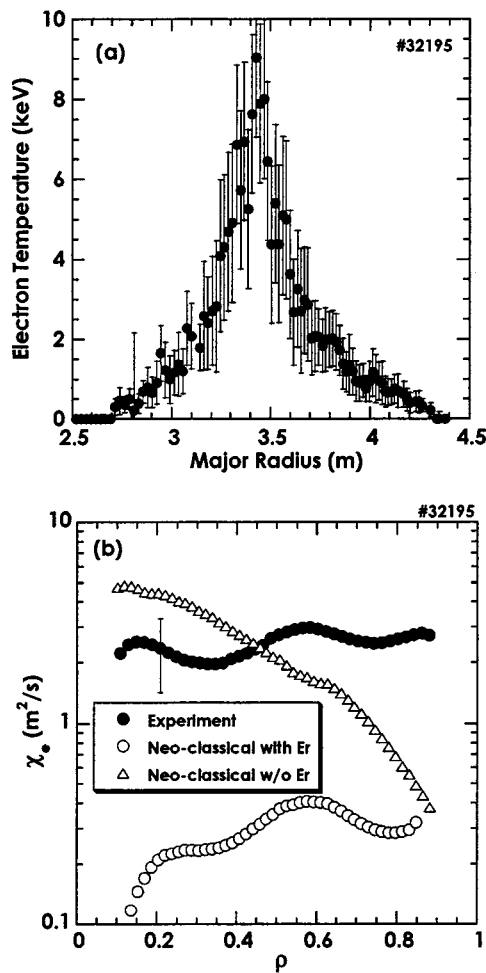 (a)
#32195
Electron Temperature (keV)
10
8
6
4
2
0
2.5
3
3.5
4
4.5
Major Radius (m)
#32195
(b)
χe (m²/s)
10
1
0.1
Experiment
Neo-classical with Er
Neo-classical w/o Er
0
0.2
0.4
0.6
0.8
1
ρ